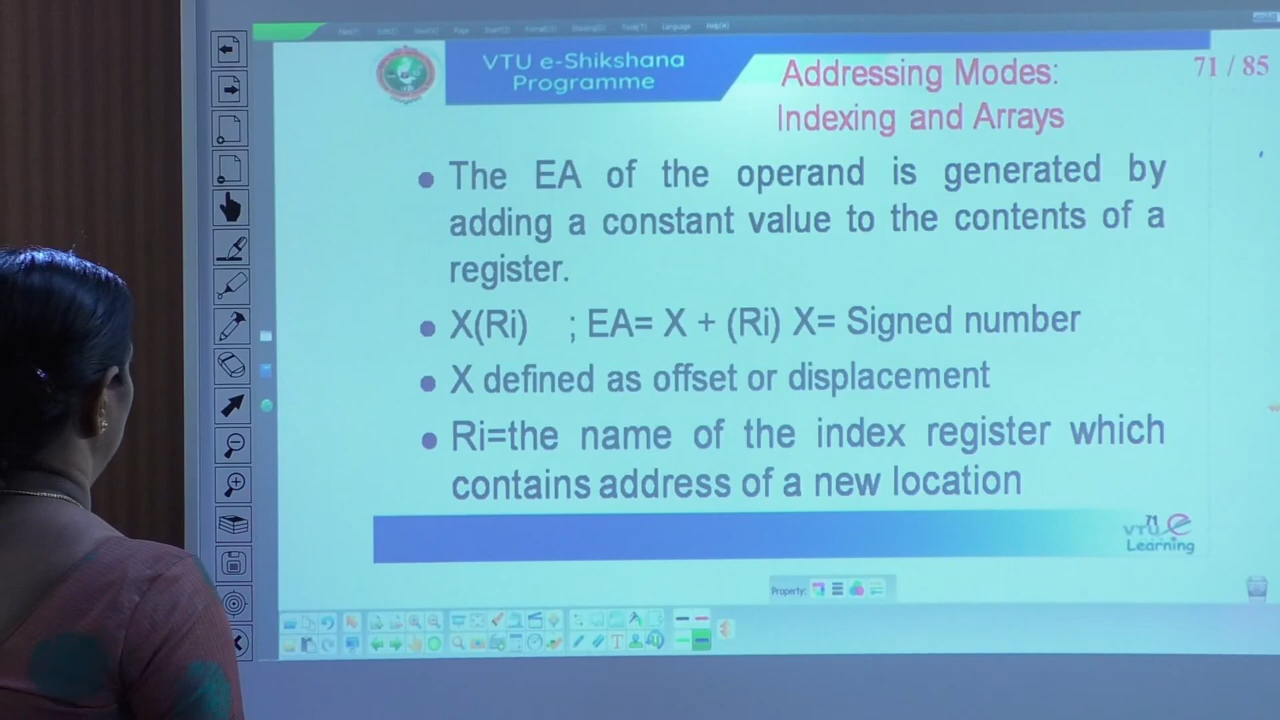 VTU e-Shikshana
Programme
Addressing Modes:
Indexing and Arrays
71 / 85
The EA of the operand is generated by
adding a constant value to the contents of a
register.
X(Ri) ; EA= X + (Ri) X= Signed number
X defined as offset or displacement
Ri=the name of the index register which
contains address of a new location
71
VTU e
Learning
Property: